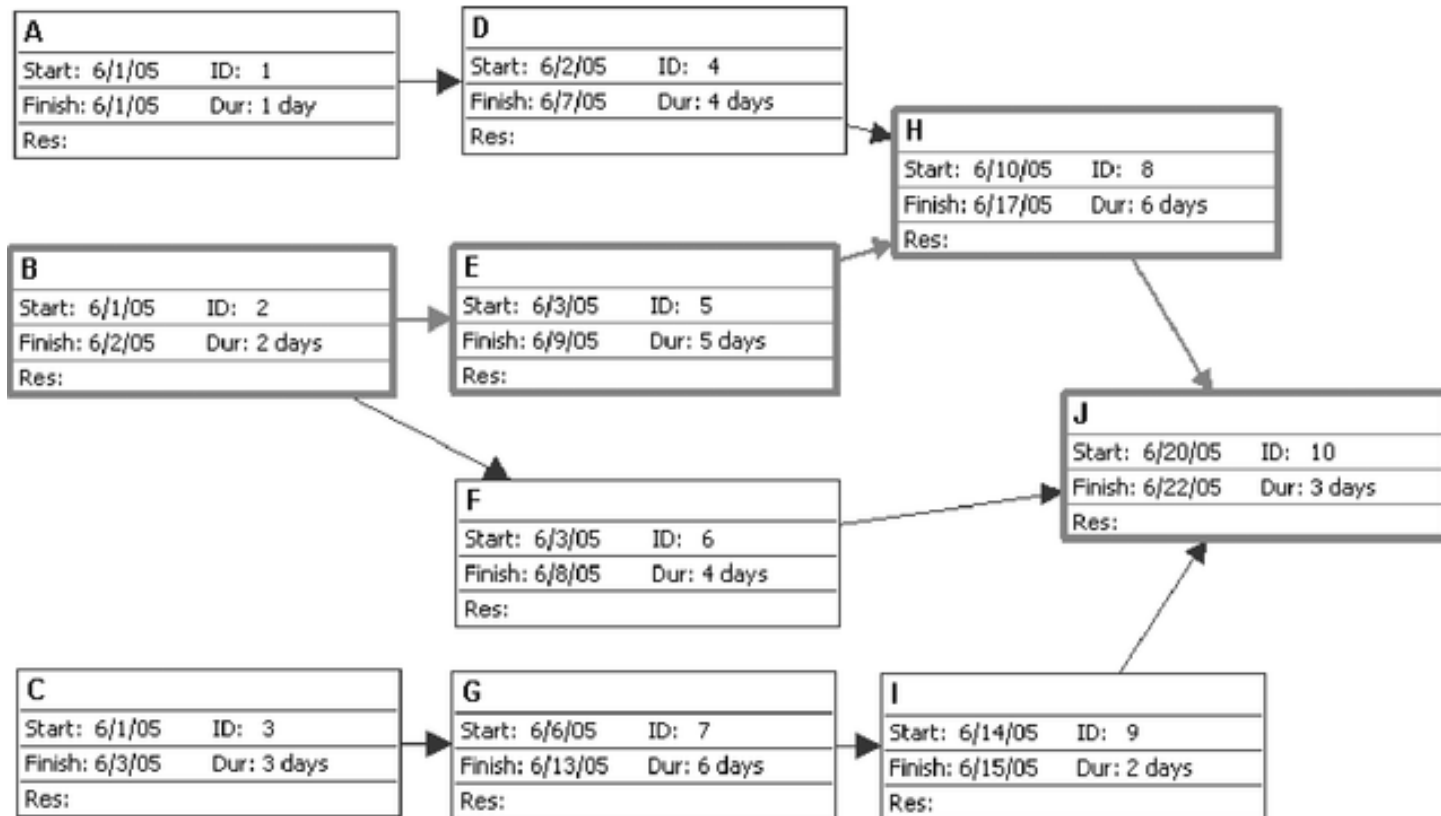 A
Start: 6/1/05 ID: 1
Finish: 6/1/05 Dur: 1 day
Res:
D
Start: 6/2/05 ID: 4
Finish: 6/7/05 Dur: 4 days
Res:
H
Start: 6/10/05 ID: 8
Finish: 6/17/05 Dur: 6 days
Res:
B
Start: 6/1/05 ID: 2
Finish: 6/2/05 Dur: 2 days
Res:
E
Start: 6/3/05 ID: 5
Finish: 6/9/05 Dur: 5 days
Res:
J
Start: 6/20/05 ID: 10
Finish: 6/22/05 Dur: 3 days
Res:
F
Start: 6/3/05 ID: 6
Finish: 6/8/05 Dur: 4 days
Res:
C
Start: 6/1/05 ID: 3
Finish: 6/3/05 Dur: 3 days
Res:
G
Start: 6/6/05 ID: 7
Finish: 6/13/05 Dur: 6 days
Res:
I
Start: 6/14/05 ID: 9
Finish: 6/15/05 Dur: 2 days
Res: